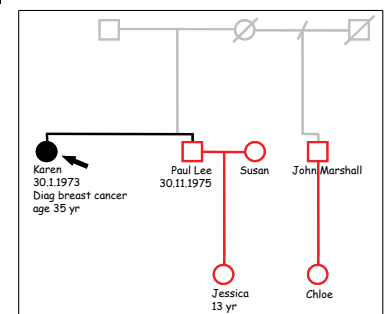 Karen
30.1.1973
Diag breast cancer
age 35 yr
Paul Lee
30.11.1975
Susan
John Marshall
Jessica
13 yr
Chloe